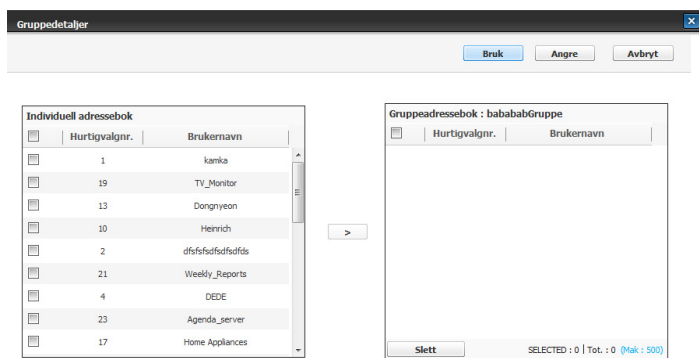 Gruppedetaljer
Bruk Angre Avbryt
Individuell adressebok
Hurtigvalgnr. Brukernavn
1 kamka
19 TV_Monitor
13 Dongnyeon
10 Heinrich
2 dfsfsfsdfsdfsdfds
21 Weekly_Reports
4 DEDE
23 Agenda_server
17 Home Appliances
>
Gruppeadressebok : babababGruppe
Hurtigvalgnr. Brukernavn
Slett SELECTED : 0 | Tot. : 0 (Mak : 500)